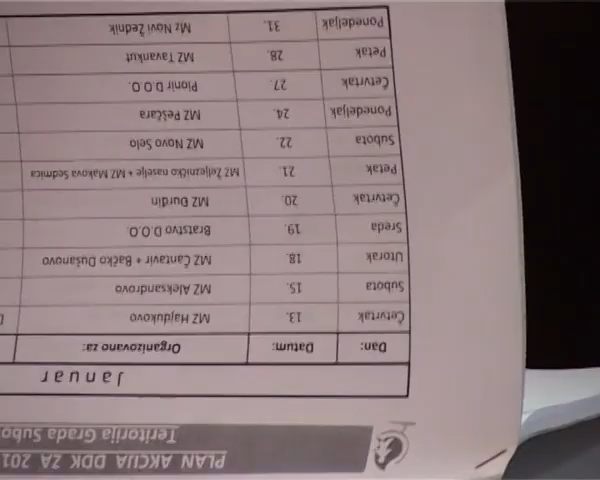 PLAN AKCIJA DDK ZA 201
Teritorija Grada Subo
Januar
Dan: Datum: Organizovano za:
Četvrtak 13. MZ Hajdukovo
Subota 15. MZ Aleksandrovo
Utorak 18. MZ Čantavir + Bačko Dušanovo
Sreda 19. Bratstvo D.O.O.
Četvrtak 20. MZ Đurđin
Petak 21. MZ Željezničko naselje + MZ Makova Sedmica
Subota 22. MZ Novo Selo
Ponedeljak 24. MZ Peščara
Četvrtak 27. Pionir D.O.O.
Petak 28. MZ Tavankut
Ponedeljak 31. Mz Novi Žednik